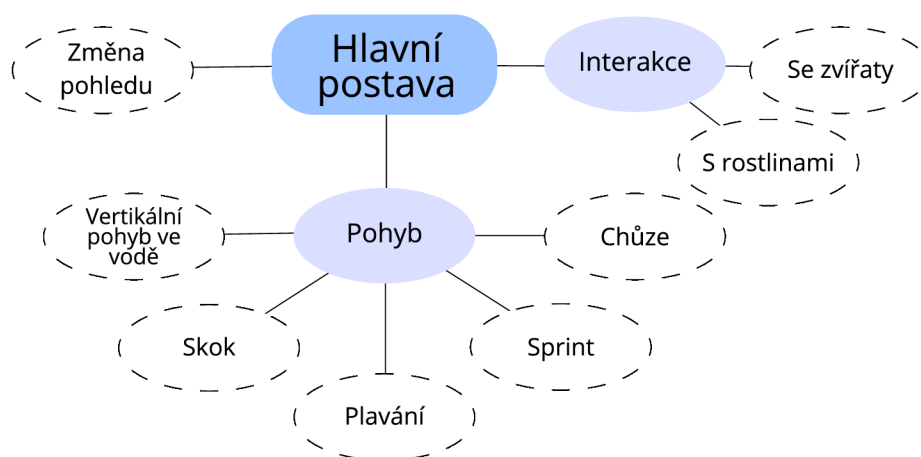 Změna
pohledu
Hlavní
postava
Interakce
Se zvířaty
S rostlinami
Vertikální
pohyb ve
vodě
Pohyb
Chůze
Skok
Sprint
Plavání